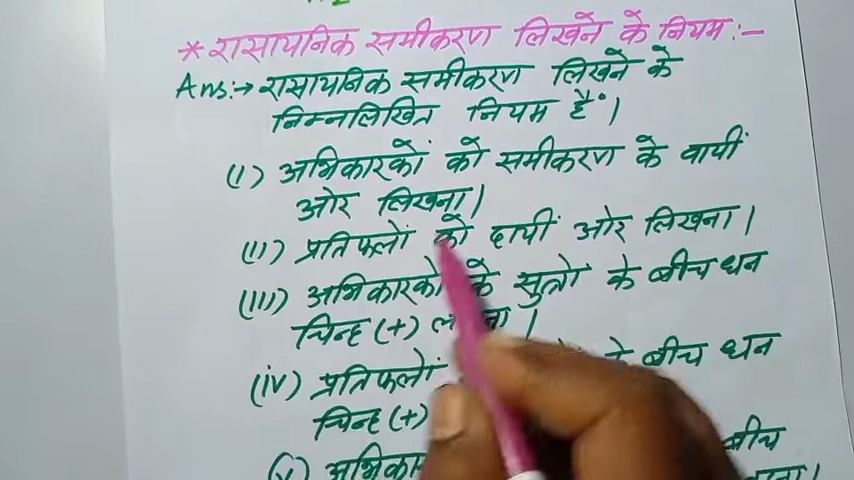 * रासायनिक समीकरण लिखने के नियम :-
Ans:→ रासायनिक समीकरण लिखने के
निम्नलिखित नियम हैं।
(i) अभिकारकों को समीकरण के बायीं
ओर लिखना।
(ii) प्रतिफलों को दायीं ओर लिखना।
(iii) अभिकारकों के सुत्रों के बीच धन
चिन्ह (+)
(iv) प्रतिफलों के बीच धन
चिन्ह (+)
(v) बीच